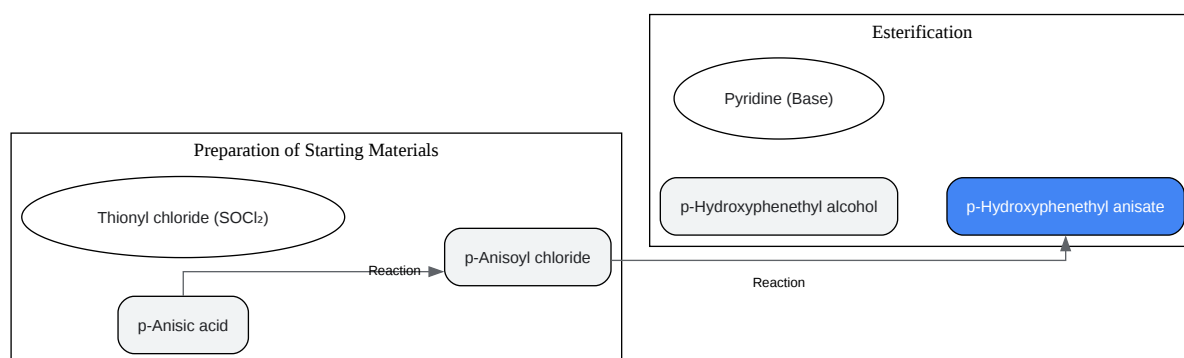 Esterification
Pyridine (Base)
p-Hydroxyphenethyl alcohol
p-Hydroxyphenethyl anisate
Preparation of Starting Materials
Thionyl chloride (SOCl₂)
p-Anisoyl chloride
Reaction
Reaction
p-Anisic acid